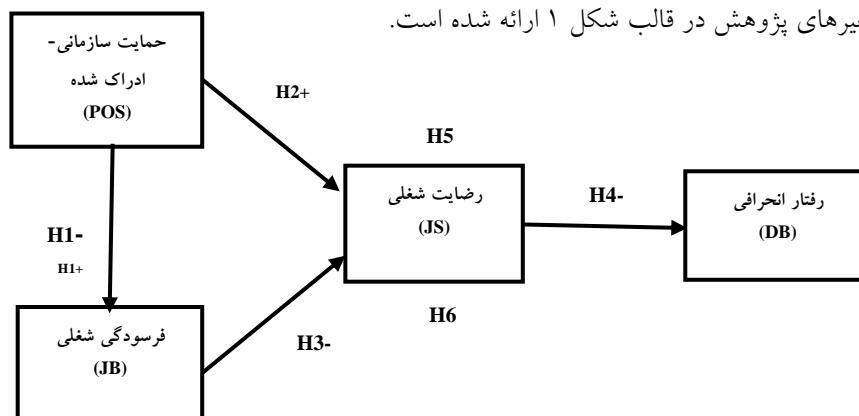 غیرهای پژوهش در قالب شکل ۱ ارائه شده است.
حمایت سازمانی-
ادراک شده
(POS)
H2+
H5
رضایت شغلی
(JS)
H4-
رفتار انحرافی
(DB)
H1-
H1+
H6
فرسودگی شغلی
(JB)
H3-